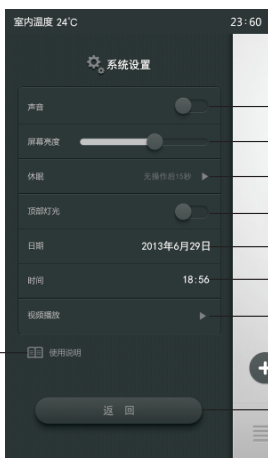 室内温度 24℃ 23:60
系统设置
声音
屏幕亮度
休眠 无操作后15秒
顶部灯光
日期 2013年6月29日
时间 18:56
视频播放
使用说明
返回